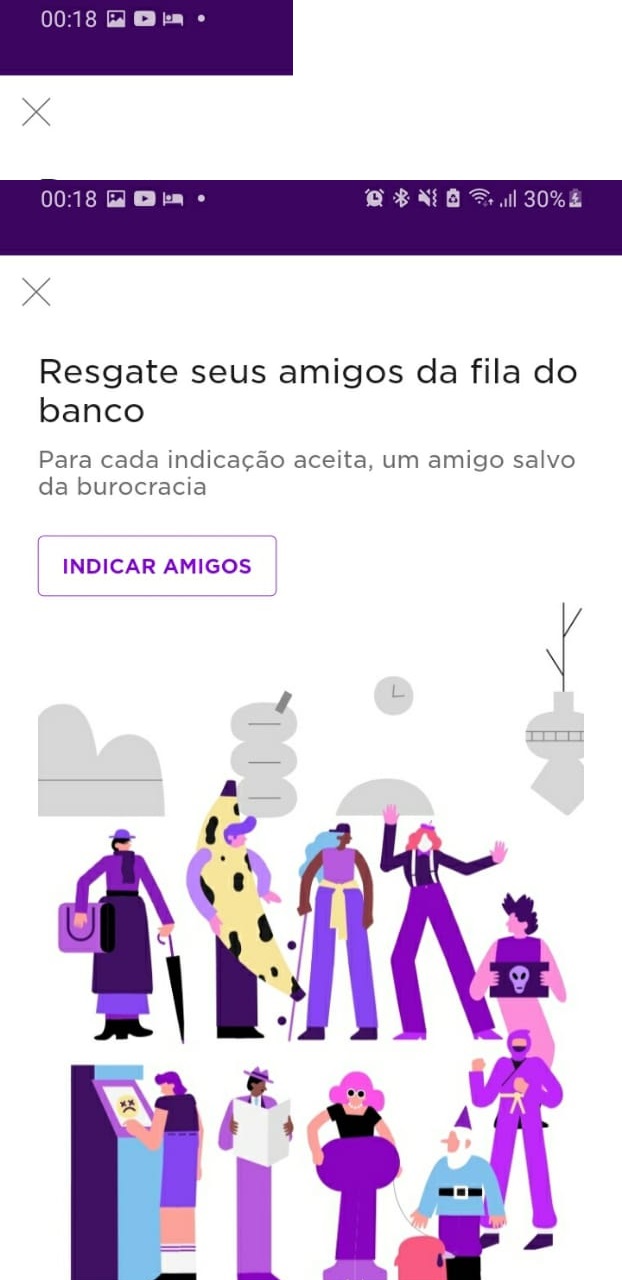 00:18
00:18 30%
Resgate seus amigos da fila do
banco
Para cada indicação aceita, um amigo salvo
da burocracia
INDICAR AMIGOS